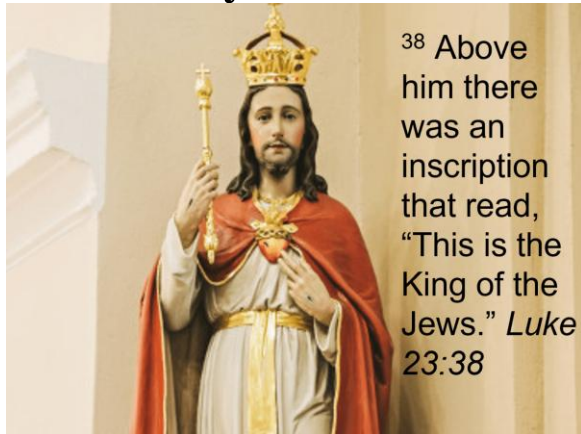 38 Above
him there
was an
inscription
that read,
“This is the
King of the
Jews.” Luke
23:38